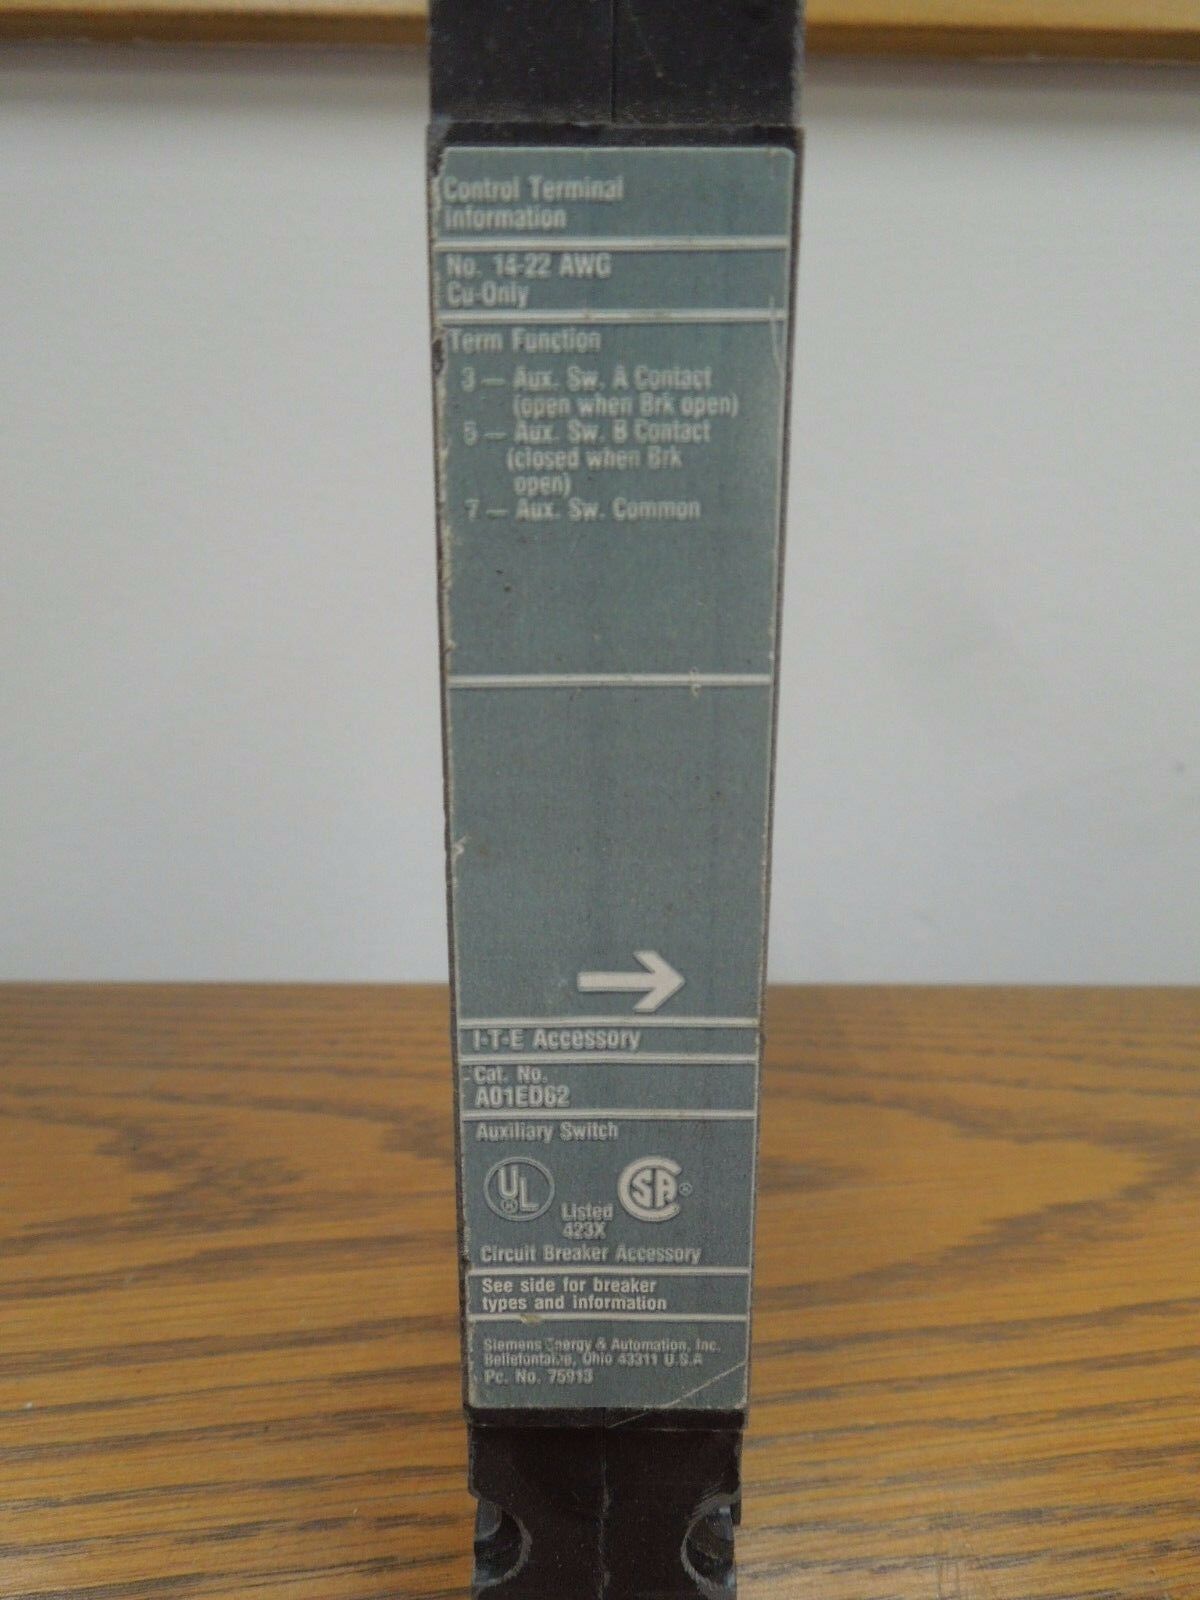 Control Terminal
Information
No. 14-22 AWG
Cu-Only
Term Function
3 — Aux. Sw. A Contact
(open when Brk open)
5 — Aux. Sw. B Contact
(closed when Brk
open)
7 — Aux. Sw. Common
I-T-E Accessory
Cat. No.
A01ED62
Auxiliary Switch
UL ® SA ®
Listed
423X
Circuit Breaker Accessory
See side for breaker
types and information
Siemens Energy & Automation, Inc.
Bellefontaine, Ohio 43311 U.S.A
Pc. No. 75913